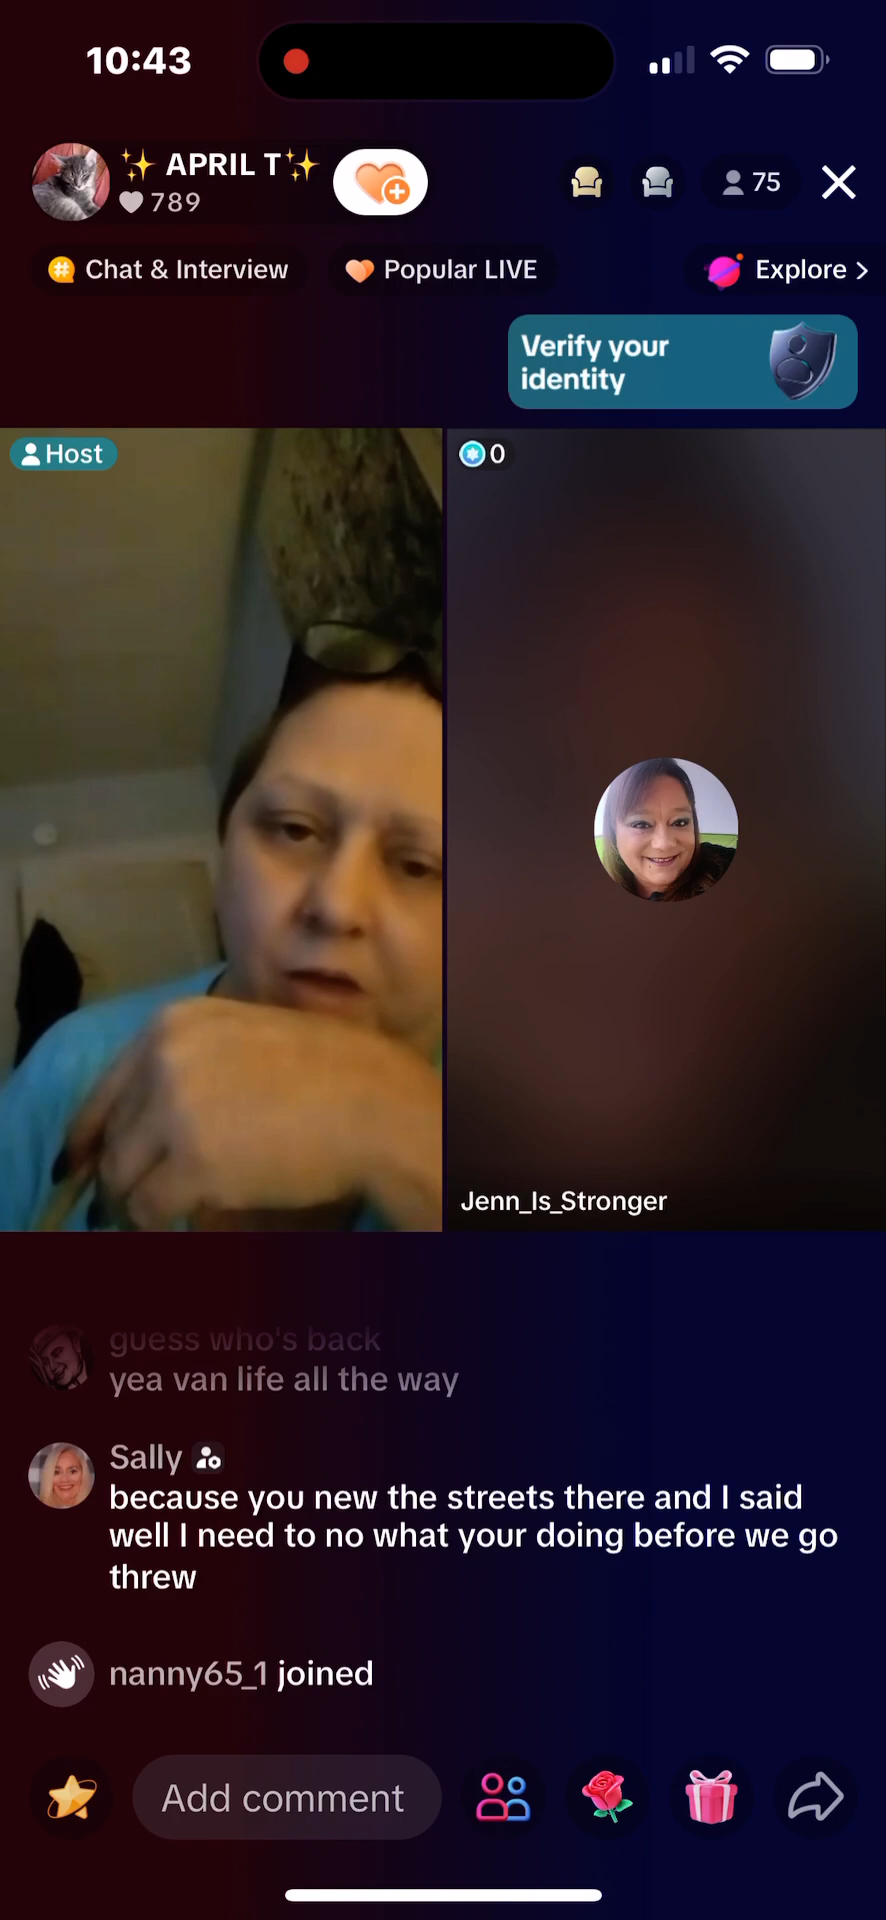 10:43
✨ APRIL T✨
789
75
Chat & Interview
Popular LIVE
Explore >
Verify your
identity
Host
0
Jenn_Is_Stronger
guess who's back
yea van life all the way
Sally
because you new the streets there and I said
well I need to no what your doing before we go
threw
nanny65_1 joined
Add comment